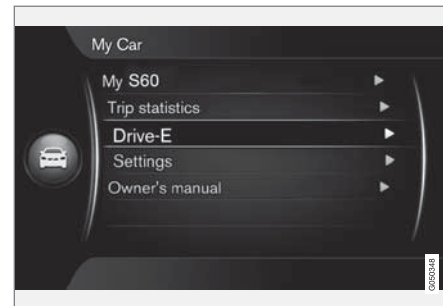 My Car
My S60
Trip statistics
Drive-E
Settings
Owner's manual
G050348